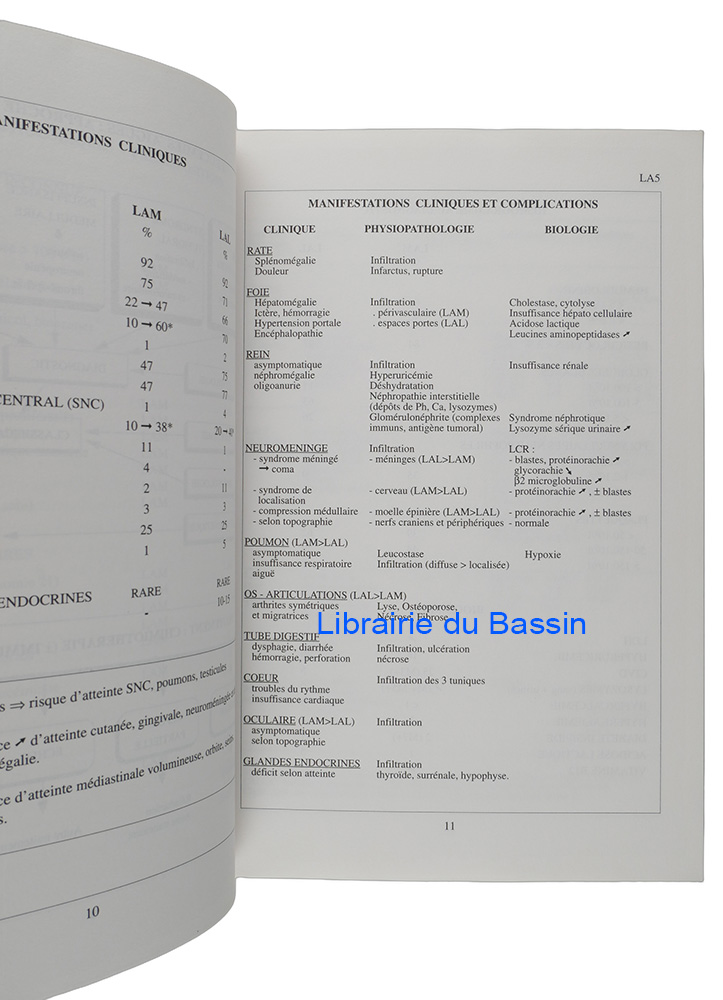 ANIFESTATIONS CLINIQUES
LAM
LAL
%
%
92
92
75
71
22 → 47
66
10 → 60*
70
1
2
47
75
47
77
CENTRAL (SNC)
1
4
10 → 38*
20 → 4
11
1
4
-
2
11
3
3
25
25
1
5
ENDOCRINES
RARE
RARE
-
10-15
s ⇒ risque d'atteinte SNC, poumons, testicules
ce ➚ d'atteinte cutanée, gingivale, neuroméningée
égalie.
ce d'atteinte médiastinale volumineuse, orbite,
s.
10
LA5
MANIFESTATIONS CLINIQUES ET COMPLICATIONS
CLINIQUE PHYSIOPATHOLOGIE BIOLOGIE
RATE
Splénomégalie Infiltration
Douleur Infarctus, rupture
FOIE
Hépatomégalie Infiltration Cholestase, cytolyse
Ictère, hémorragie . périvasculaire (LAM) Insuffisance hépato cellulaire
Hypertension portale . espaces portes (LAL) Acidose lactique
Encéphalopathie Leucines aminopeptidases ➚
REIN
asymptomatique Infiltration Insuffisance rénale
néphromégalie Hyperuricémie
oligoanurie Déshydratation
Néphropathie interstitielle
(dépôts de Ph, Ca, lysozymes)
Glomérulonéphrite (complexes Syndrome néphrotique
immuns, antigène tumoral) Lysozyme sérique urinaire ➚
NEUROMENINGE Infiltration LCR :
- syndrome méningé - méninges (LAL>LAM) - blastes, protéinorachie ➚
→ coma glycorachie ➘
β2 microglobuline ➚
- syndrome de - cerveau (LAM>LAL) - protéinorachie ➚ , ± blastes
localisation
- compression médullaire - moelle épinière (LAM>LAL) - protéinorachie ➚ , ± blastes
- selon topographie - nerfs craniens et périphériques - normale
POUMON (LAM>LAL)
asymptomatique Leucostase Hypoxie
insuffisance respiratoire Infiltration (diffuse > localisée)
aiguë
OS - ARTICULATIONS (LAL>LAM)
arthrites symétriques Lyse, Ostéoporose,
et migratrices Nécrose, Fibrose
Librairie du Bassin
TUBE DIGESTIF
dysphagie, diarrhée Infiltration, ulcération
hémorragie, perforation nécrose
COEUR Infiltration des 3 tuniques
troubles du rythme
insuffisance cardiaque
OCULAIRE (LAM>LAL) Infiltration
asymptomatique
selon topographie
GLANDES ENDOCRINES Infiltration
déficit selon atteinte thyroïde, surrénale, hypophyse.
11